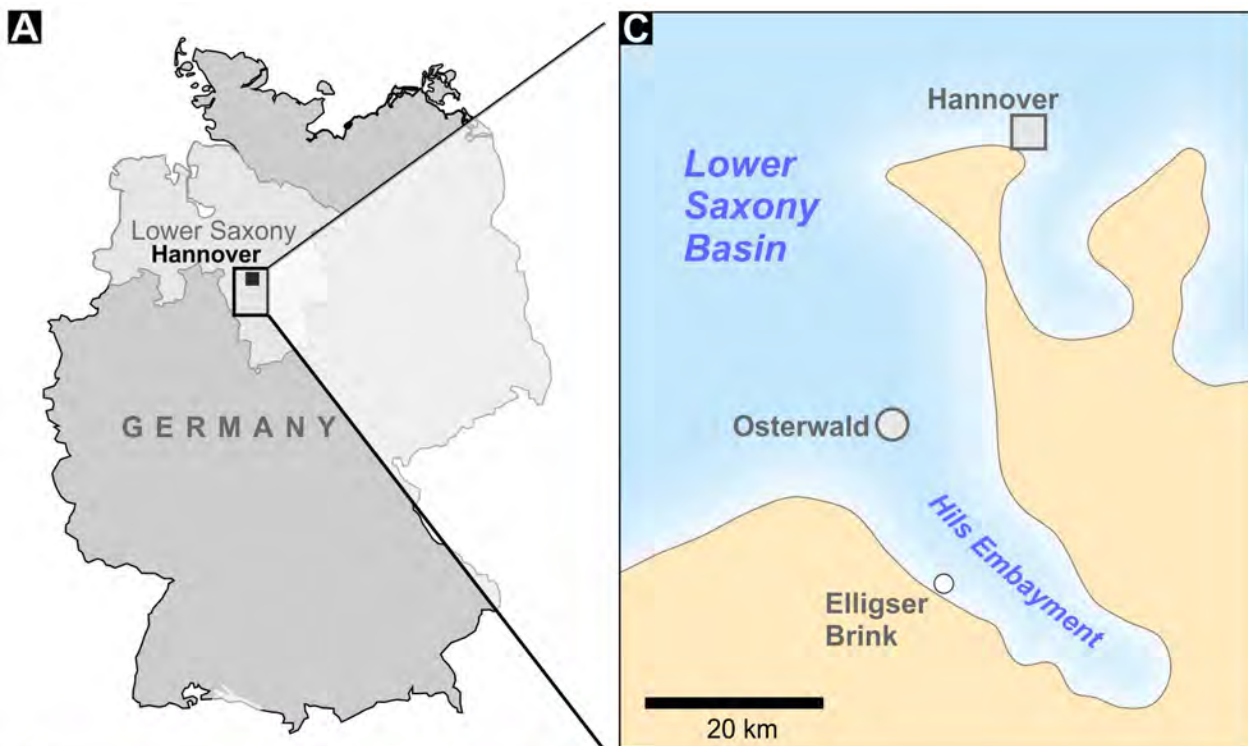 A
Lower Saxony
Hannover
GERMANY
C
Hannover
Lower
Saxony
Basin
Osterwald
Hils Embayment
Elligser
Brink
20 km